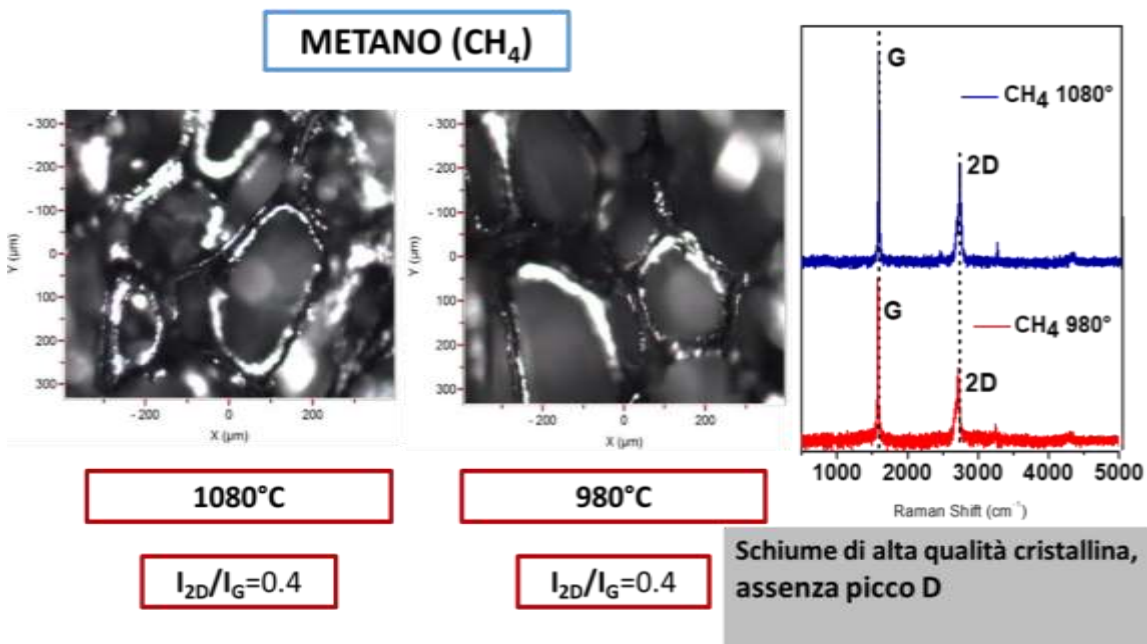 METANO (CH₄)
- 300
- 200
- 100
0
100
200
300
Y (µm)
- 200
0
200
X (µm)
- 300
- 200
- 100
0
100
200
300
Y (µm)
- 200
0
200
X (µm)
G
CH₄ 1080°
2D
G
CH₄ 980°
2D
1000 2000 3000 4000 5000
Raman Shift (cm⁻¹)
1080°C
980°C
I₂D/IG=0.4
I₂D/IG=0.4
Schiume di alta qualità cristallina,
assenza picco D